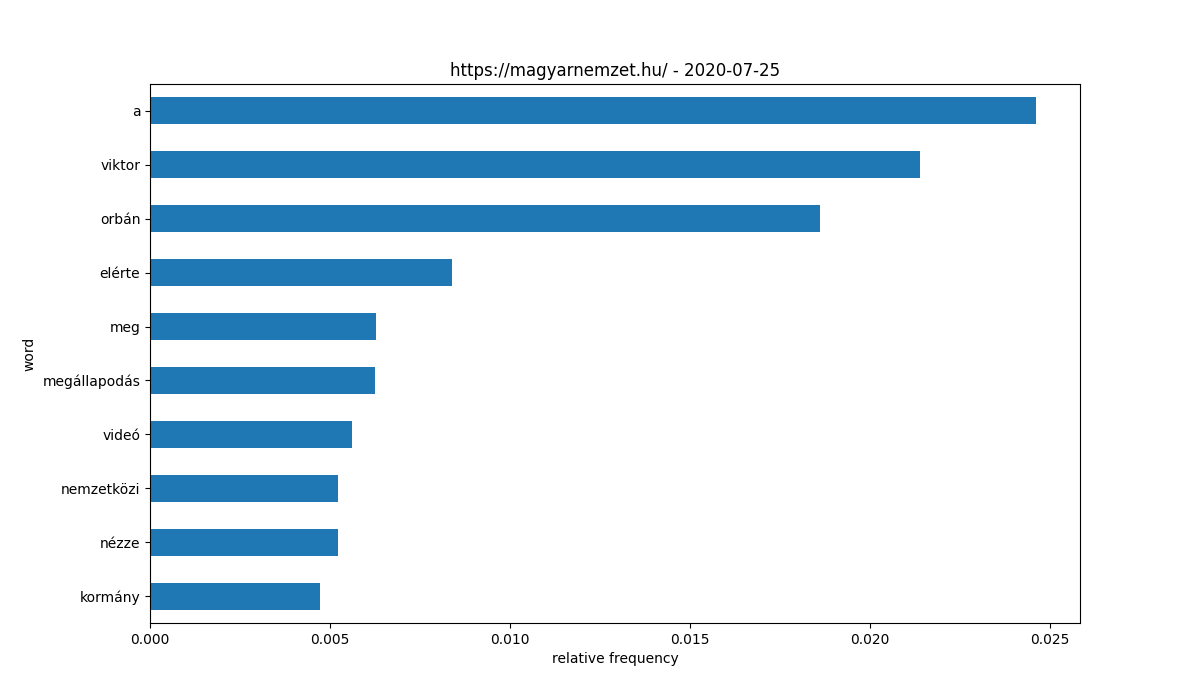 https://magyarnemzet.hu/ - 2020-07-25
a
viktor
orbán
elérte
meg
megállapodás
videó
nemzetközi
nézze
kormány
word
0.000 0.005 0.010 0.015 0.020 0.025
relative frequency